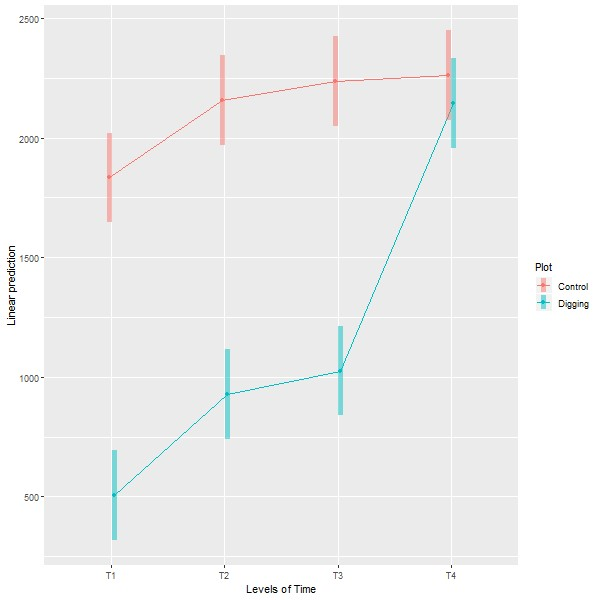 2500
2000
1500
1000
500
Linear prediction
T1 T2 T3 T4
Levels of Time
Plot
Control
Digging